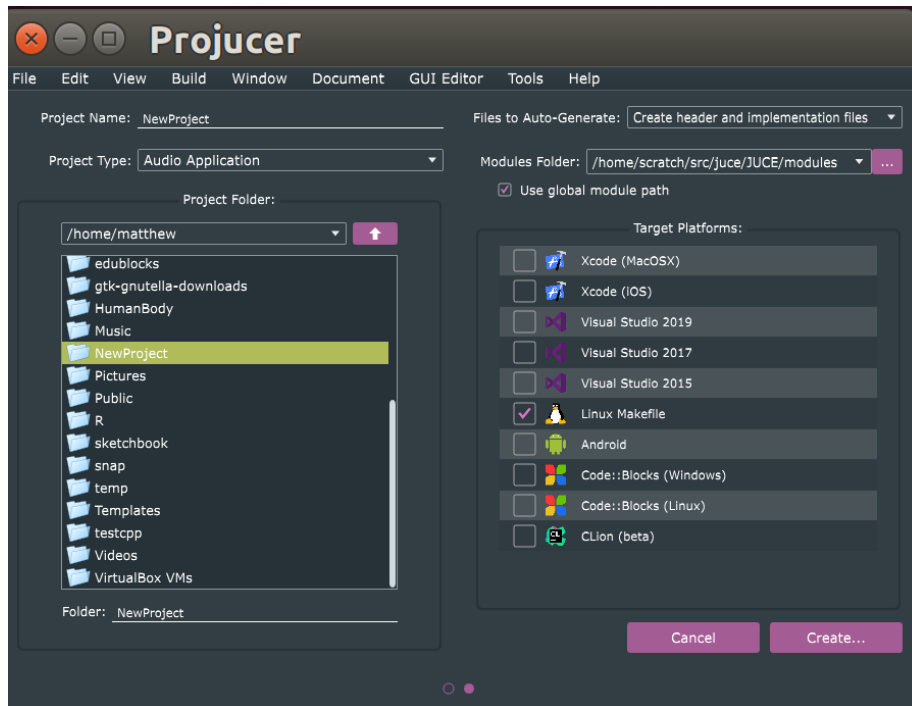 Projucer
File Edit View Build Window Document GUI Editor Tools Help
Project Name: NewProject
Project Type: Audio Application
Project Folder:
/home/matthew
edublocks
gtk-gnutella-downloads
HumanBody
Music
NewProject
Pictures
Public
R
sketchbook
snap
temp
Templates
testcpp
Videos
VirtualBox VMs
Folder: NewProject
Files to Auto-Generate: Create header and implementation files
Modules Folder: /home/scratch/src/juce/JUCE/modules ...
Use global module path
Target Platforms:
Xcode (MacOSX)
Xcode (iOS)
Visual Studio 2019
Visual Studio 2017
Visual Studio 2015
Linux Makefile
Android
Code::Blocks (Windows)
Code::Blocks (Linux)
CL CLion (beta)
Cancel Create...